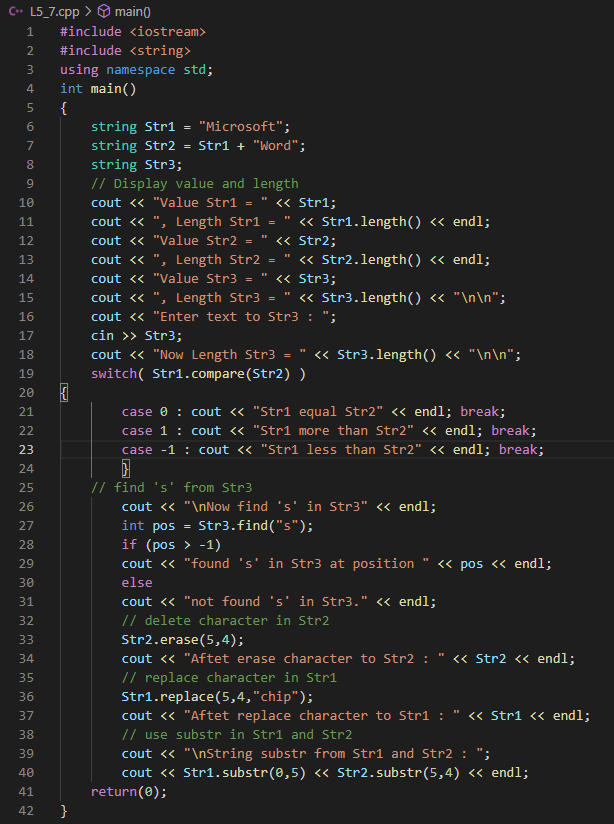 C++ L5_7.cpp > main()
1 #include <iostream>
2 #include <string>
3 using namespace std;
4 int main()
5 {
6     string Str1 = "Microsoft";
7     string Str2 = Str1 + "Word";
8     string Str3;
9     // Display value and length
10     cout << "Value Str1 = " << Str1;
11     cout << ", Length Str1 = " << Str1.length() << endl;
12     cout << "Value Str2 = " << Str2;
13     cout << ", Length Str2 = " << Str2.length() << endl;
14     cout << "Value Str3 = " << Str3;
15     cout << ", Length Str3 = " << Str3.length() << "\n\n";
16     cout << "Enter text to Str3 : ";
17     cin >> Str3;
18     cout << "Now Length Str3 = " << Str3.length() << "\n\n";
19     switch( Str1.compare(Str2) )
20 {
21         case 0 : cout << "Str1 equal Str2" << endl; break;
22         case 1 : cout << "Str1 more than Str2" << endl; break;
23         case -1 : cout << "Str1 less than Str2" << endl; break;
24         }
25     // find 's' from Str3
26         cout << "\nNow find 's' in Str3" << endl;
27         int pos = Str3.find("s");
28         if (pos > -1)
29         cout << "found 's' in Str3 at position " << pos << endl;
30         else
31         cout << "not found 's' in Str3." << endl;
32         // delete character in Str2
33         Str2.erase(5,4);
34         cout << "Aftet erase character to Str2 : " << Str2 << endl;
35         // replace character in Str1
36         Str1.replace(5,4,"chip");
37         cout << "Aftet replace character to Str1 : " << Str1 << endl;
38         // use substr in Str1 and Str2
39         cout << "\nString substr from Str1 and Str2 : ";
40         cout << Str1.substr(0,5) << Str2.substr(5,4) << endl;
41     return(0);
42 }